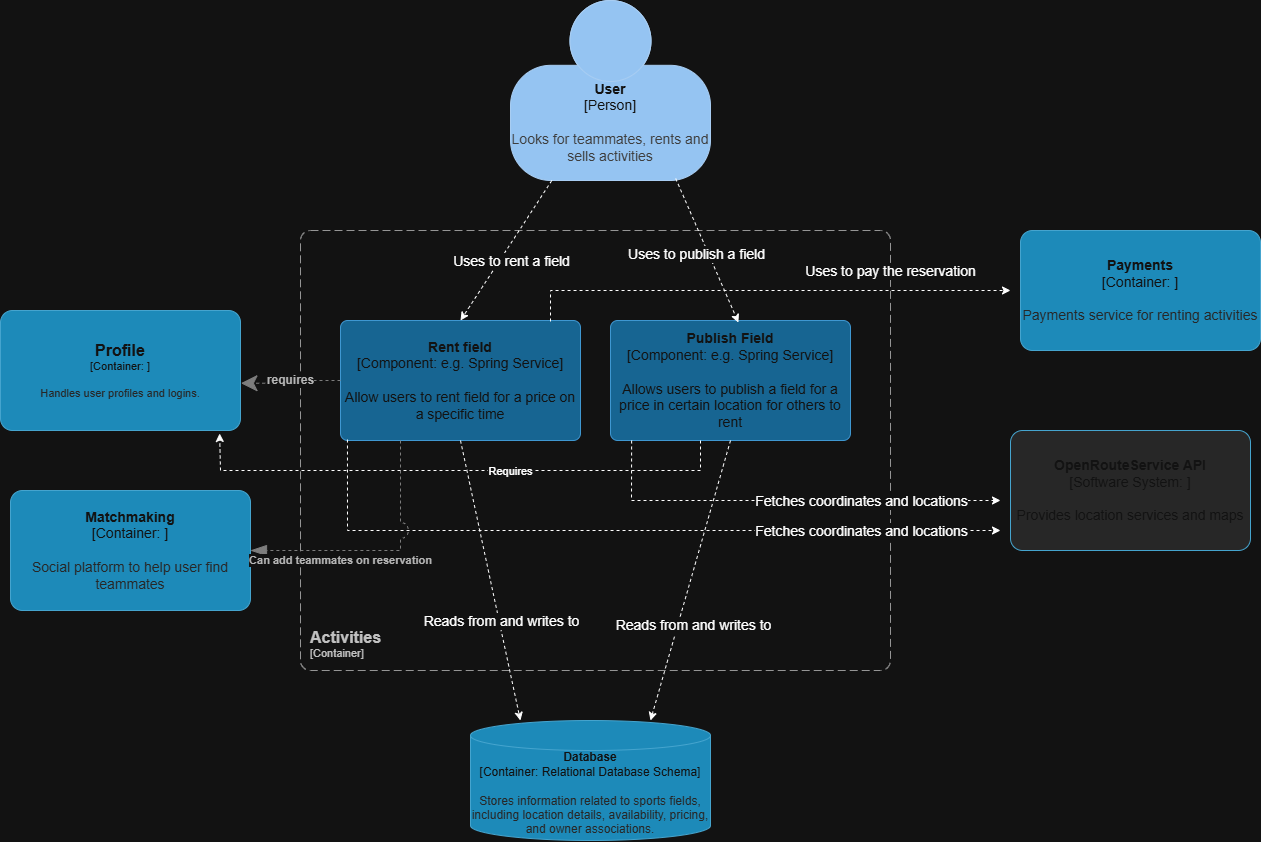 User
[Person]
Looks for teammates, rents and
sells activities
Uses to rent a field
Uses to publish a field
Uses to pay the reservation
Payments
[Container: ]
Payments service for renting activities
Profile
[Container: ]
Handles user profiles and logins.
requires
Rent field
[Component: e.g. Spring Service]
Allow users to rent field for a price on
a specific time
Publish Field
[Component: e.g. Spring Service]
Allows users to publish a field for a
price in certain location for others to
rent
Requires
OpenRouteService API
[Software System: ]
Provides location services and maps
Fetches coordinates and locations
Fetches coordinates and locations
Matchmaking
[Container: ]
Social platform to help user find
teammates
Can add teammates on reservation
Reads from and writes to
Reads from and writes to
Activities
[Container]
Database
[Container: Relational Database Schema]
Stores information related to sports fields,
including location details, availability, pricing,
and owner associations.